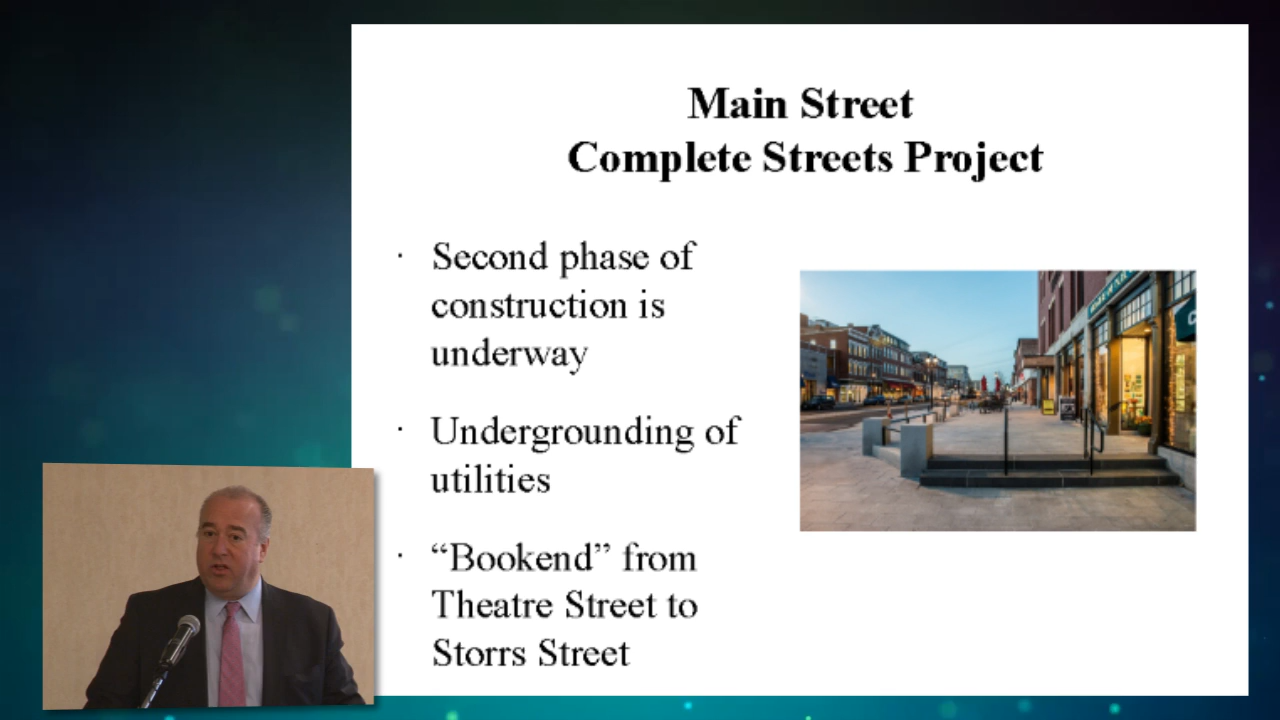 Main Street
Complete Streets Project
· Second phase of
construction is
underway
· Undergrounding of
utilities
· “Bookend” from
Theatre Street to
Storrs Street